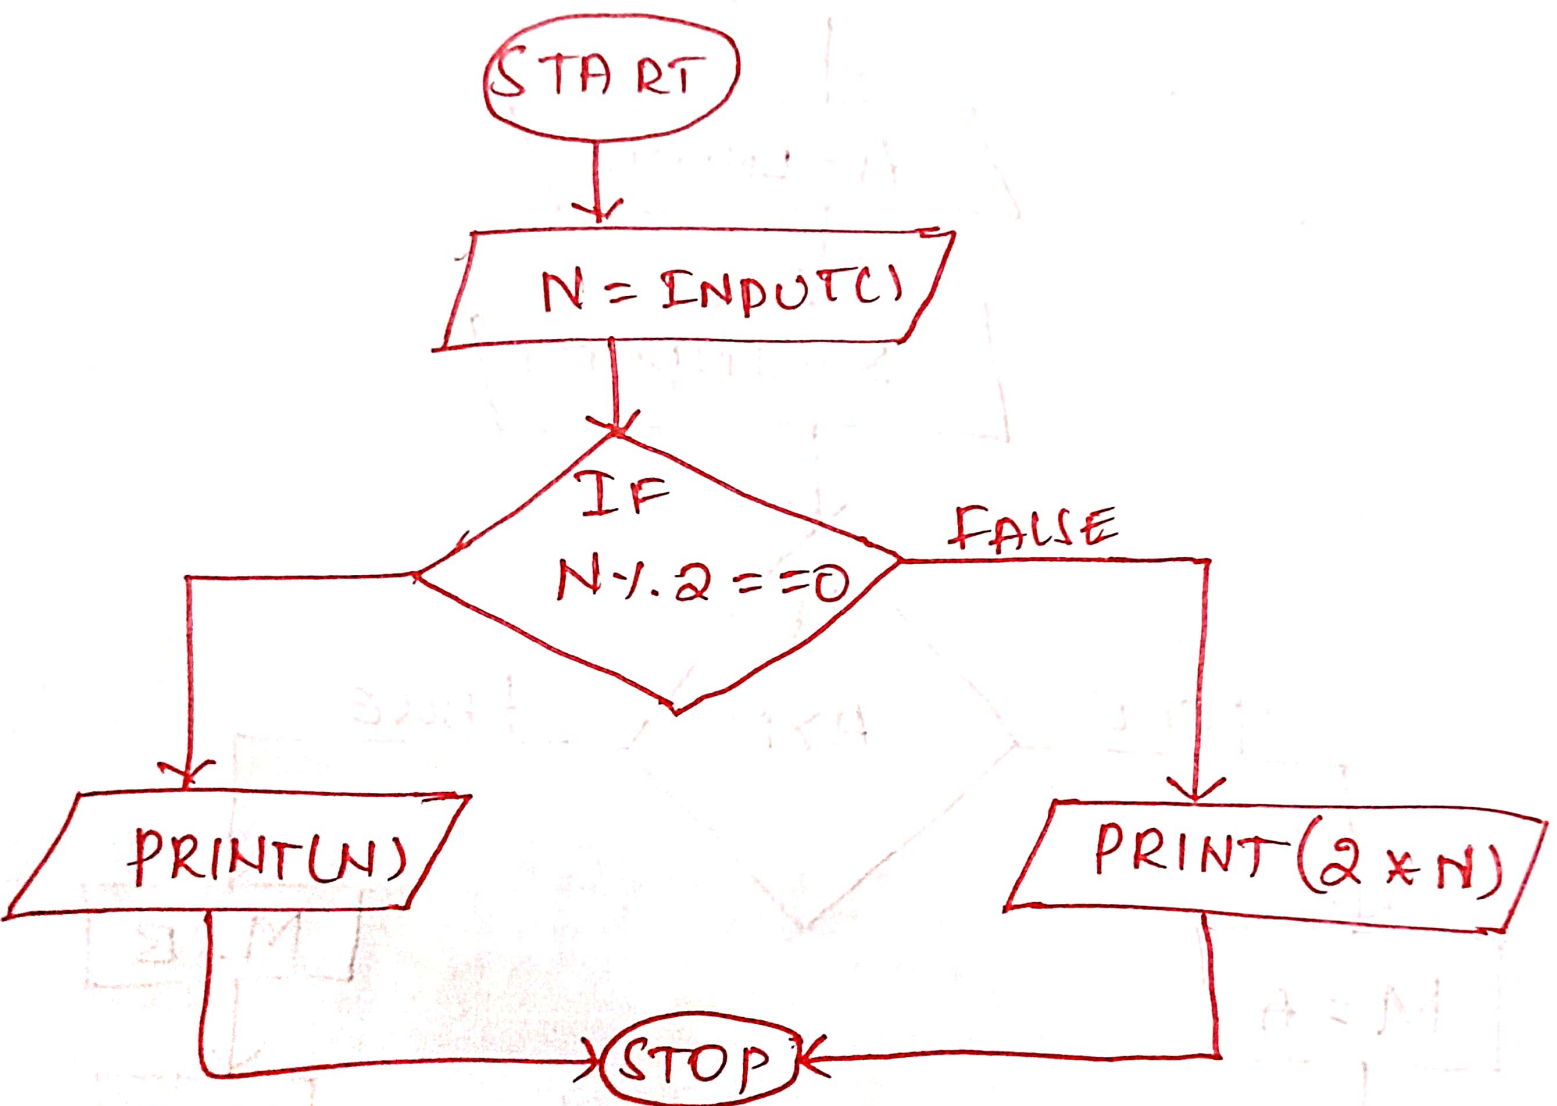 START
N = INPUT()
IF
N % 2 == 0
FALSE
PRINT(N)
PRINT(2 * N)
STOP